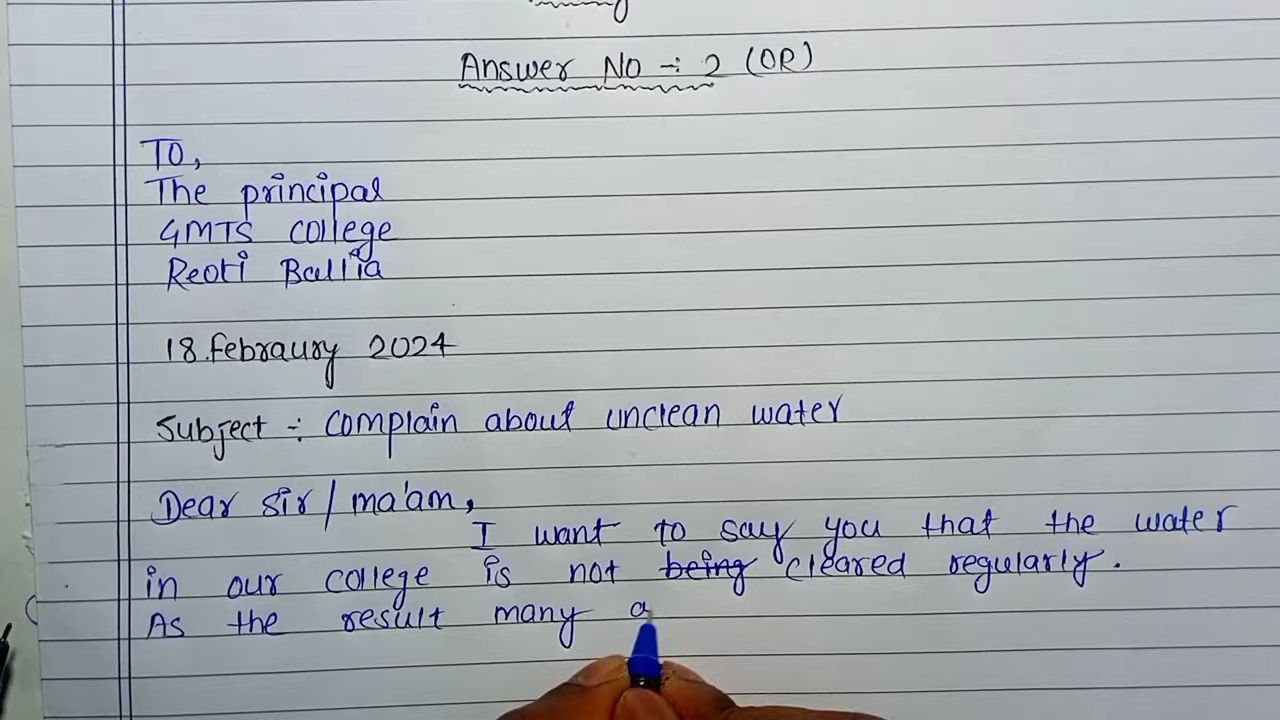 Answer No -: 2 (OR)
TO,
The principal
GMTS college
Reoti Ballia
18.Febraury 2024
Subject :- complain about unclean water
Dear sir/ma'am,
I want to say you that the water
in our college is not being cleared regularly.
As the result many a